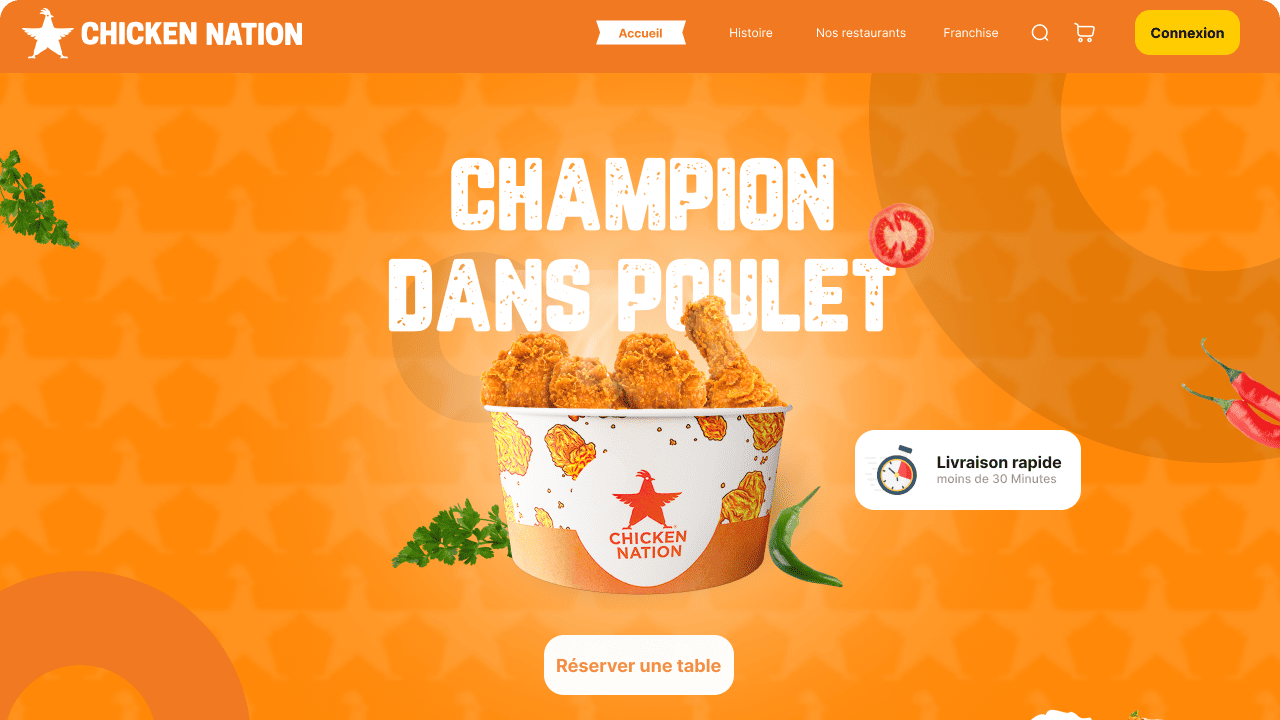 CHICKEN NATION
Accueil
Histoire
Nos restaurants
Franchise
Connexion
CHAMPION
DANS POULET
Livraison rapide
moins de 30 Minutes
CHICKEN
NATION
Réserver une table